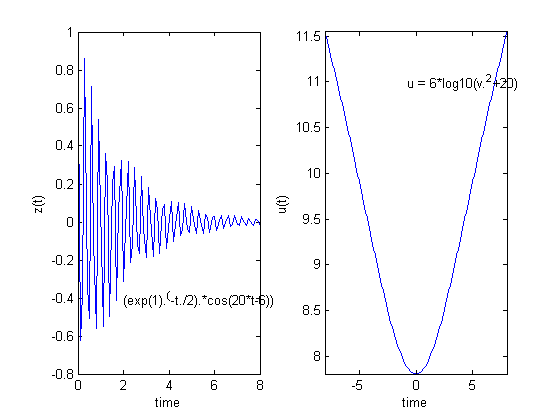 1
0.8
0.6
0.4
0.2
0
-0.2
-0.4
-0.6
-0.8
z(t)
(exp(1).(-t./2).*cos(20*t-6))
0 2 4 6 8
time
11.5
11
10.5
10
9.5
9
8.5
8
u(t)
u = 6*log10(v.2+20)
-5 0 5
time